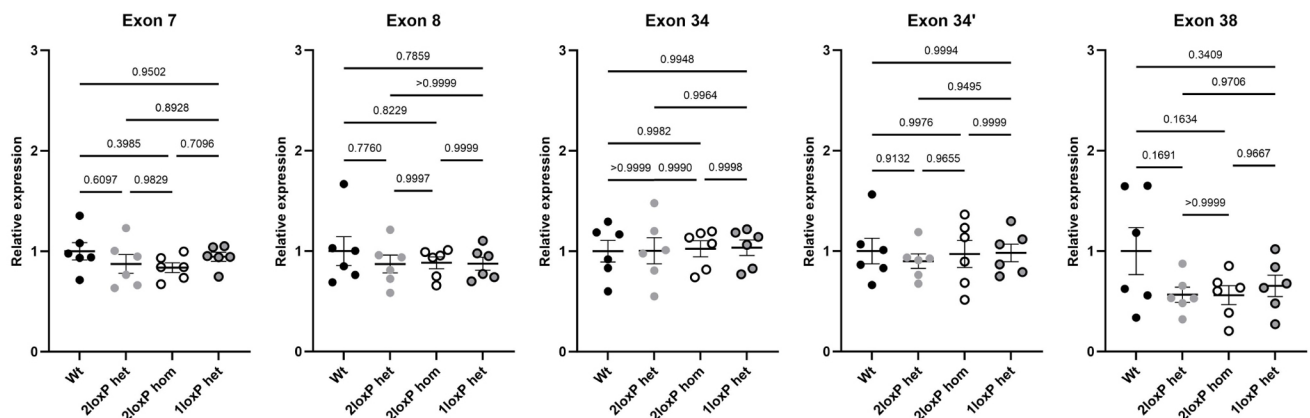 Exon 7
Relative expression
3
2
1
0
0.9502
0.8928
0.3985
0.7096
0.6097
0.9829
Wt
2loxP het
2loxP hom
1loxP het
Exon 8
Relative expression
3
2
1
0
0.7859
>0.9999
0.8229
0.7760
0.9999
0.9997
Wt
2loxP het
2loxP hom
1loxP het
Exon 34
Relative expression
3
2
1
0
0.9948
0.9964
0.9982
>0.9999
0.9990
0.9998
Wt
2loxP het
2loxP hom
1loxP het
Exon 34'
Relative expression
3
2
1
0
0.9994
0.9495
0.9976
0.9999
0.9132
0.9655
Wt
2loxP het
2loxP hom
1loxP het
Exon 38
Relative expression
3
2
1
0
0.3409
0.9706
0.1634
0.1691
0.9667
>0.9999
Wt
2loxP het
2loxP hom
1loxP het